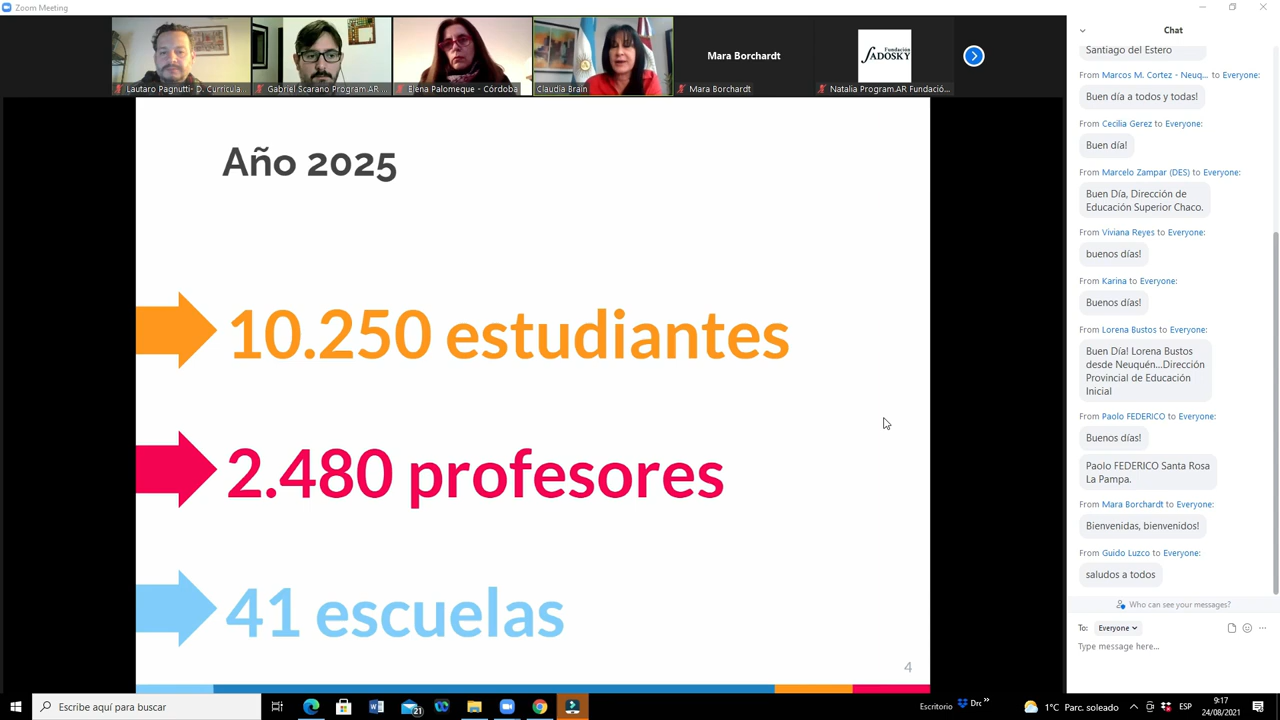 Zoom Meeting
Lautaro Pagnutti- D. Curricula...
Gabriel Scarano Program.AR ...
Elena Palomeque - Córdoba
Claudia Brain
Mara Borchardt
Mara Borchardt
Fundación
SADOSKY
Natalia Program.AR Fundació...
Año 2025
10.250 estudiantes
2.480 profesores
41 escuelas
4
Chat
Santiago del Estero
From Marcos M. Cortez - Neuq... to Everyone:
Buen día a todos y todas!
From Cecilia Gerez to Everyone:
Buen día!
From Marcelo Zampar (DES) to Everyone:
Buen Día, Dirección de
Educación Superior Chaco.
From Viviana Reyes to Everyone:
buenos días!
From Karina to Everyone:
Buenos días!
From Lorena Bustos to Everyone:
Buen Día! Lorena Bustos
desde Neuquén...Dirección
Provincial de Educación
Inicial
From Paolo FEDERICO to Everyone:
Buenos días!
Paolo FEDERICO Santa Rosa
La Pampa.
From Mara Borchardt to Everyone:
Bienvenidas, bienvenidos!
From Guido Luzco to Everyone:
saludos a todos
Who can see your messages?
To: Everyone
Type message here...
Escribe aquí para buscar
21
Escritorio
Drc
1°C Parc. soleado
ESP
9:17
24/08/2021